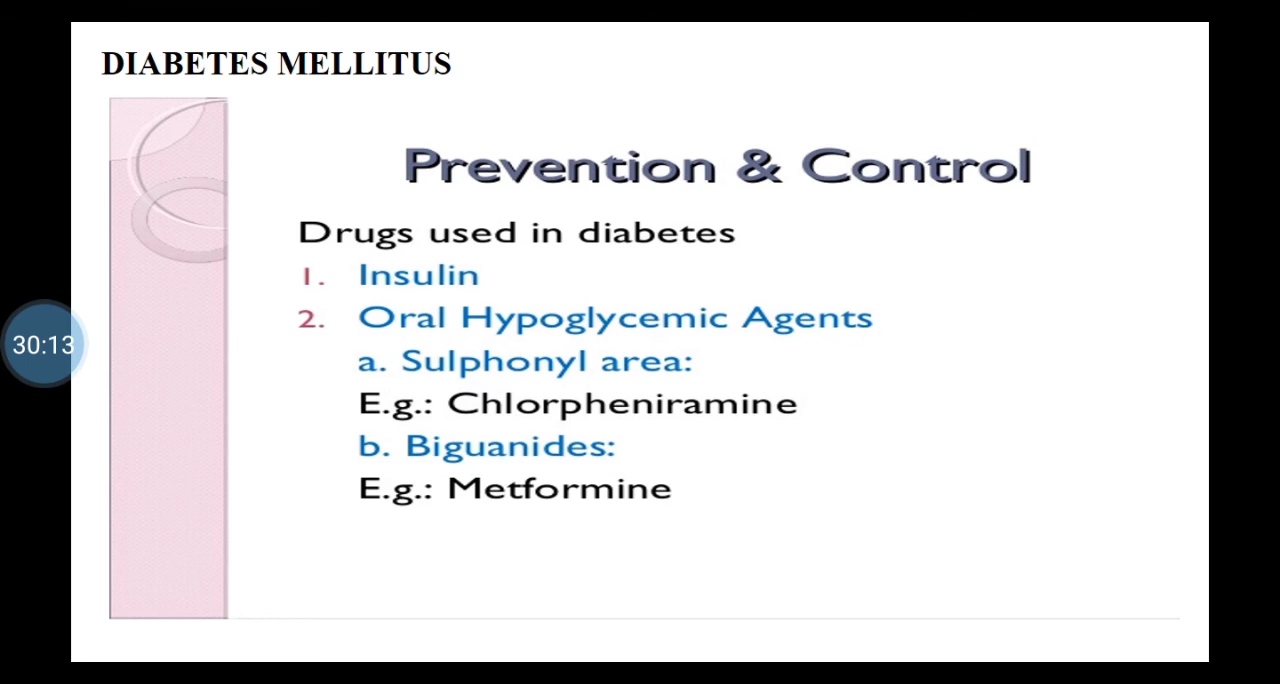 DIABETES MELLITUS
Prevention & Control
Drugs used in diabetes
1. Insulin
2. Oral Hypoglycemic Agents
a. Sulphonyl area:
E.g.: Chlorpheniramine
b. Biguanides:
E.g.: Metformine
30:13